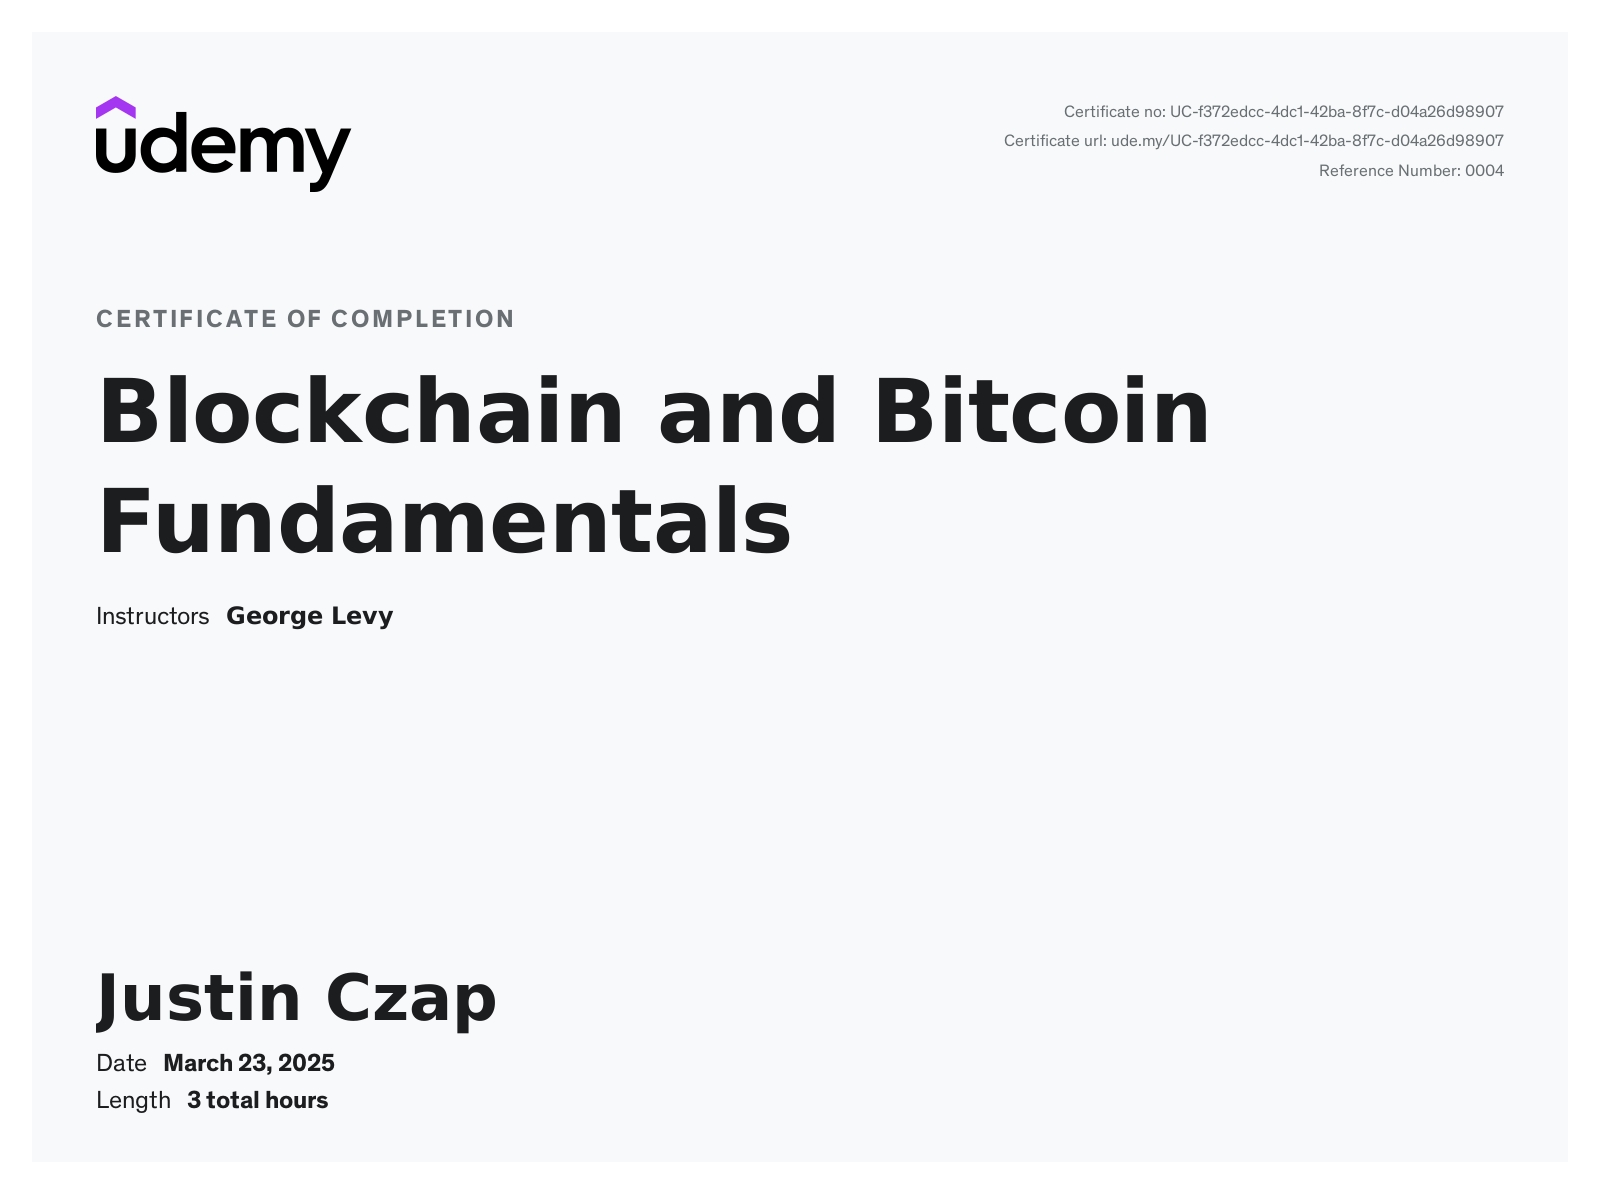 udemy
Certificate no: UC-f372edcc-4dc1-42ba-8f7c-d04a26d98907
Certificate url: ude.my/UC-f372edcc-4dc1-42ba-8f7c-d04a26d98907
Reference Number: 0004
CERTIFICATE OF COMPLETION
Blockchain and Bitcoin
Fundamentals
Instructors George Levy
Justin Czap
Date March 23, 2025
Length 3 total hours